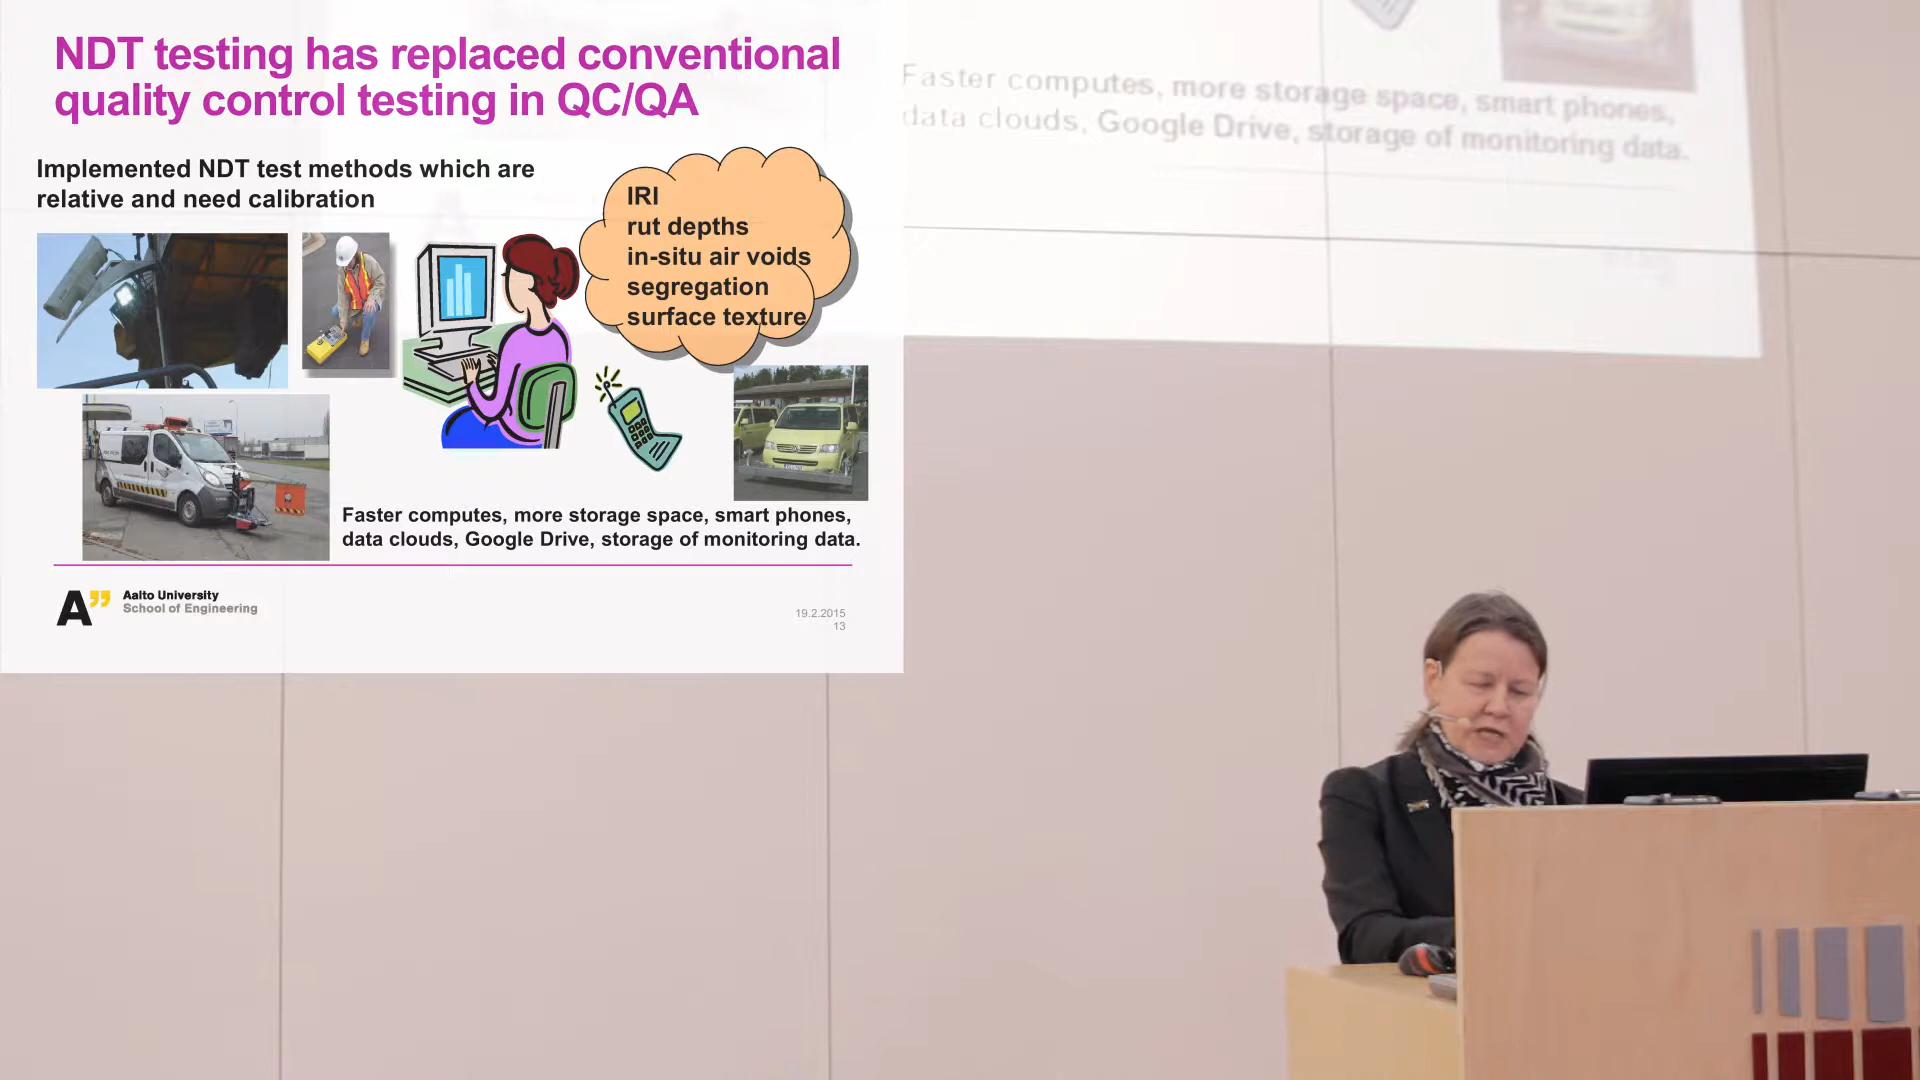 NDT testing has replaced conventional
quality control testing in QC/QA
Implemented NDT test methods which are
relative and need calibration
IRI
rut depths
in-situ air voids
segregation
surface texture
Faster computes, more storage space, smart phones,
data clouds, Google Drive, storage of monitoring data.
Aalto University
School of Engineering
19.2.2015
13
Faster computes, more storage space, smart phones,
data clouds, Google Drive, storage of monitoring data.